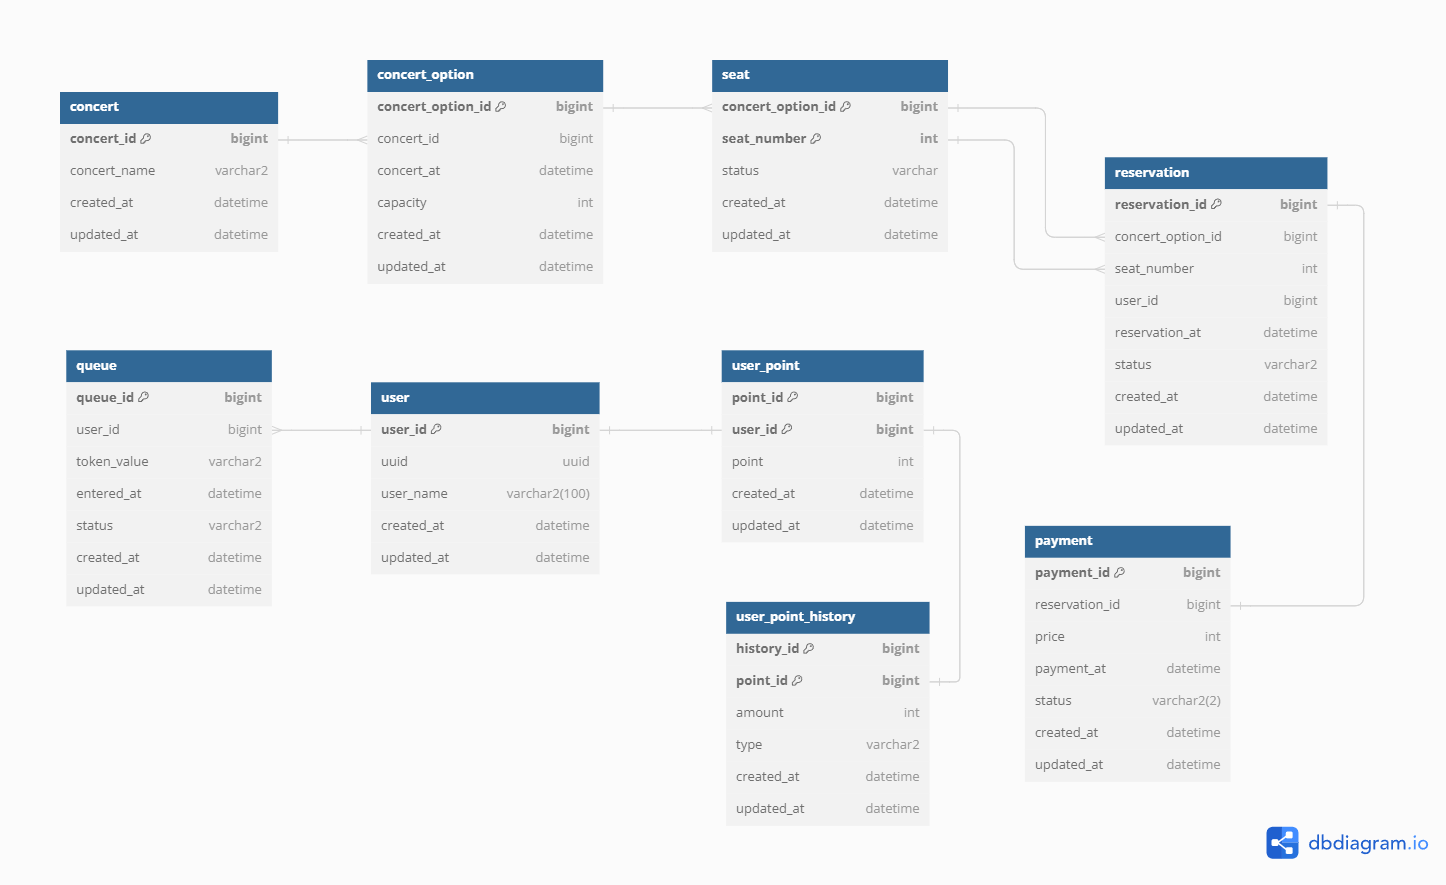 concert
concert_id bigint
concert_name varchar2
created_at datetime
updated_at datetime
concert_option
concert_option_id bigint
concert_id bigint
concert_at datetime
capacity int
created_at datetime
updated_at datetime
seat
concert_option_id bigint
seat_number int
status varchar
created_at datetime
updated_at datetime
reservation
reservation_id bigint
concert_option_id bigint
seat_number int
user_id bigint
reservation_at datetime
status varchar2
created_at datetime
updated_at datetime
queue
queue_id bigint
user_id bigint
token_value varchar2
entered_at datetime
status varchar2
created_at datetime
updated_at datetime
user
user_id bigint
uuid uuid
user_name varchar2(100)
created_at datetime
updated_at datetime
user_point
point_id bigint
user_id bigint
point int
created_at datetime
updated_at datetime
user_point_history
history_id bigint
point_id bigint
amount int
type varchar2
created_at datetime
updated_at datetime
payment
payment_id bigint
reservation_id bigint
price int
payment_at datetime
status varchar2(2)
created_at datetime
updated_at datetime
dbdiagram.io